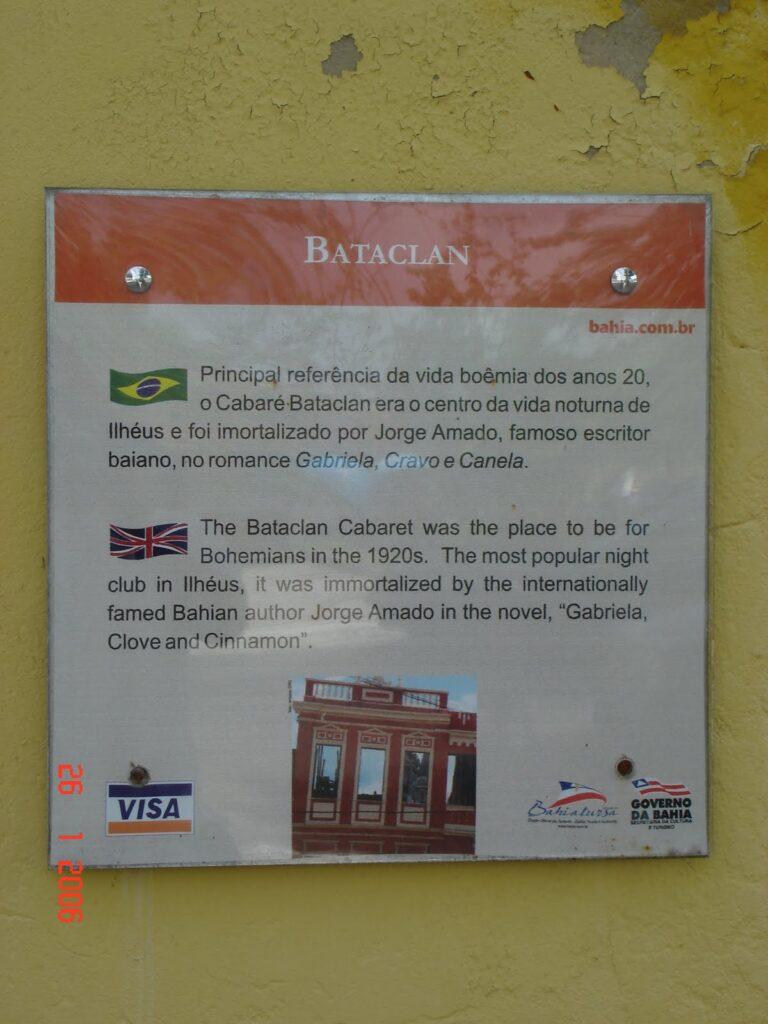 BATACLAN
bahia.com.br
Principal referência da vida boêmia dos anos 20,
o Cabaré Bataclan era o centro da vida noturna de
Ilhéus e foi imortalizado por Jorge Amado, famoso escritor
baiano, no romance Gabriela, Cravo e Canela.
The Bataclan Cabaret was the place to be for
Bohemians in the 1920s. The most popular night
club in Ilhéus, it was immortalized by the internationally
famed Bahian author Jorge Amado in the novel, “Gabriela,
Clove and Cinnamon”.
VISA
Bahiatursa
GOVERNO
DA BAHIA
SECRETARIA DA CULTURA
E TURISMO
26 1 2006